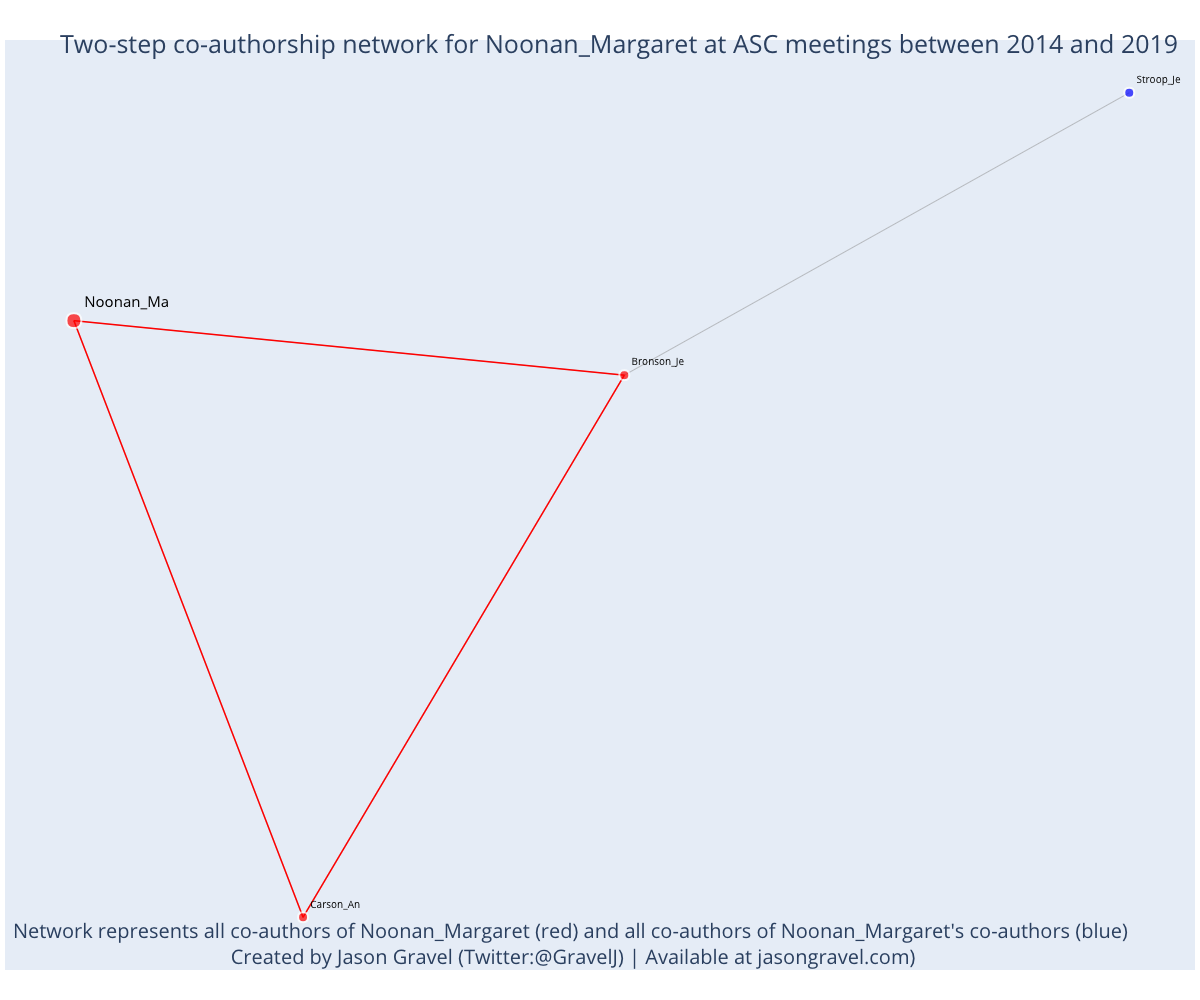 Two-step co-authorship network for Noonan_Margaret at ASC meetings between 2014 and 2019
Stroop_Je
Noonan_Ma
Bronson_Je
Carson_An
Network represents all co-authors of Noonan_Margaret (red) and all co-authors of Noonan_Margaret's co-authors (blue)
Created by Jason Gravel (Twitter:@GravelJ) | Available at jasongravel.com)